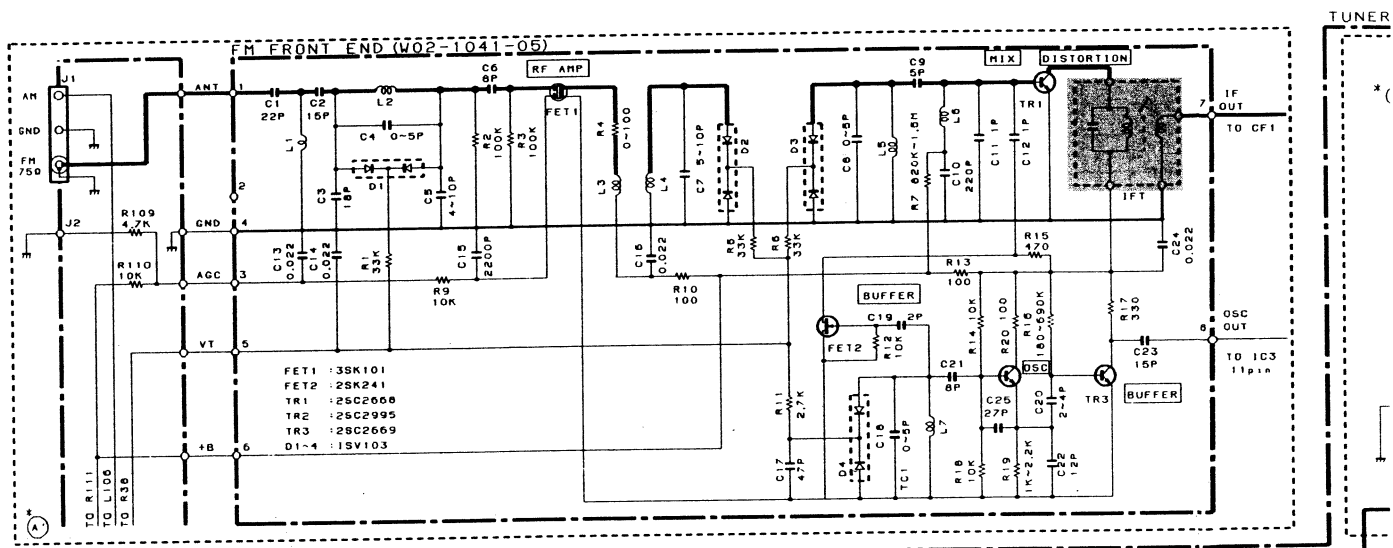 TUNER
FM FRONT END (W02-1041-05)
J1
AM
GND
FM
75Ω
ANT 1
C1
22P
C2
15P
L1
L2
C4 0~5P
C3
18P
D1
C5
4~10P
C6
8P
R2
100K
R3
100K
RF AMP
FET1
R4
0~100
L3
L4
C7 5~10P
D2
D3
C8 0~5P
C9
5P
L5
L6
R7 820K~1.5M
C10
220P
C11 1P
C12 1P
MIX
DISTORTION
TR1
IFT
7
IF
OUT
TO CF1
2
J2
GND 4
R109
4.7K
R110
10K
AGC 3
C13
0.022
C14
0.022
R1
33K
R9
10K
C15
2200P
C16
0.022
R10
100
R5
33K
R6
33K
R13
100
R15
470
C24
0.022
VT 5
BUFFER
C19 2P
FET2
R12
10K
R14 10K
R20 100
R16
180~690K
R17
330
C23
15P
8
OSC
OUT
TO IC3
11pin
FET1 :3SK101
FET2 :2SK241
TR1 :2SC2668
TR2 :2SC2995
TR3 :2SC2669
D1~4 :1SV103
R11
2.7K
C21
8P
OSC
C25
27P
C20
2~4P
TR3
BUFFER
+B 6
C17
47P
D4
C18
0~5P
TC1
L7
R18
10K
R19
1K~2.2K
C22
12P
TO R111
TO L106
TO R38
*
A'
*
(